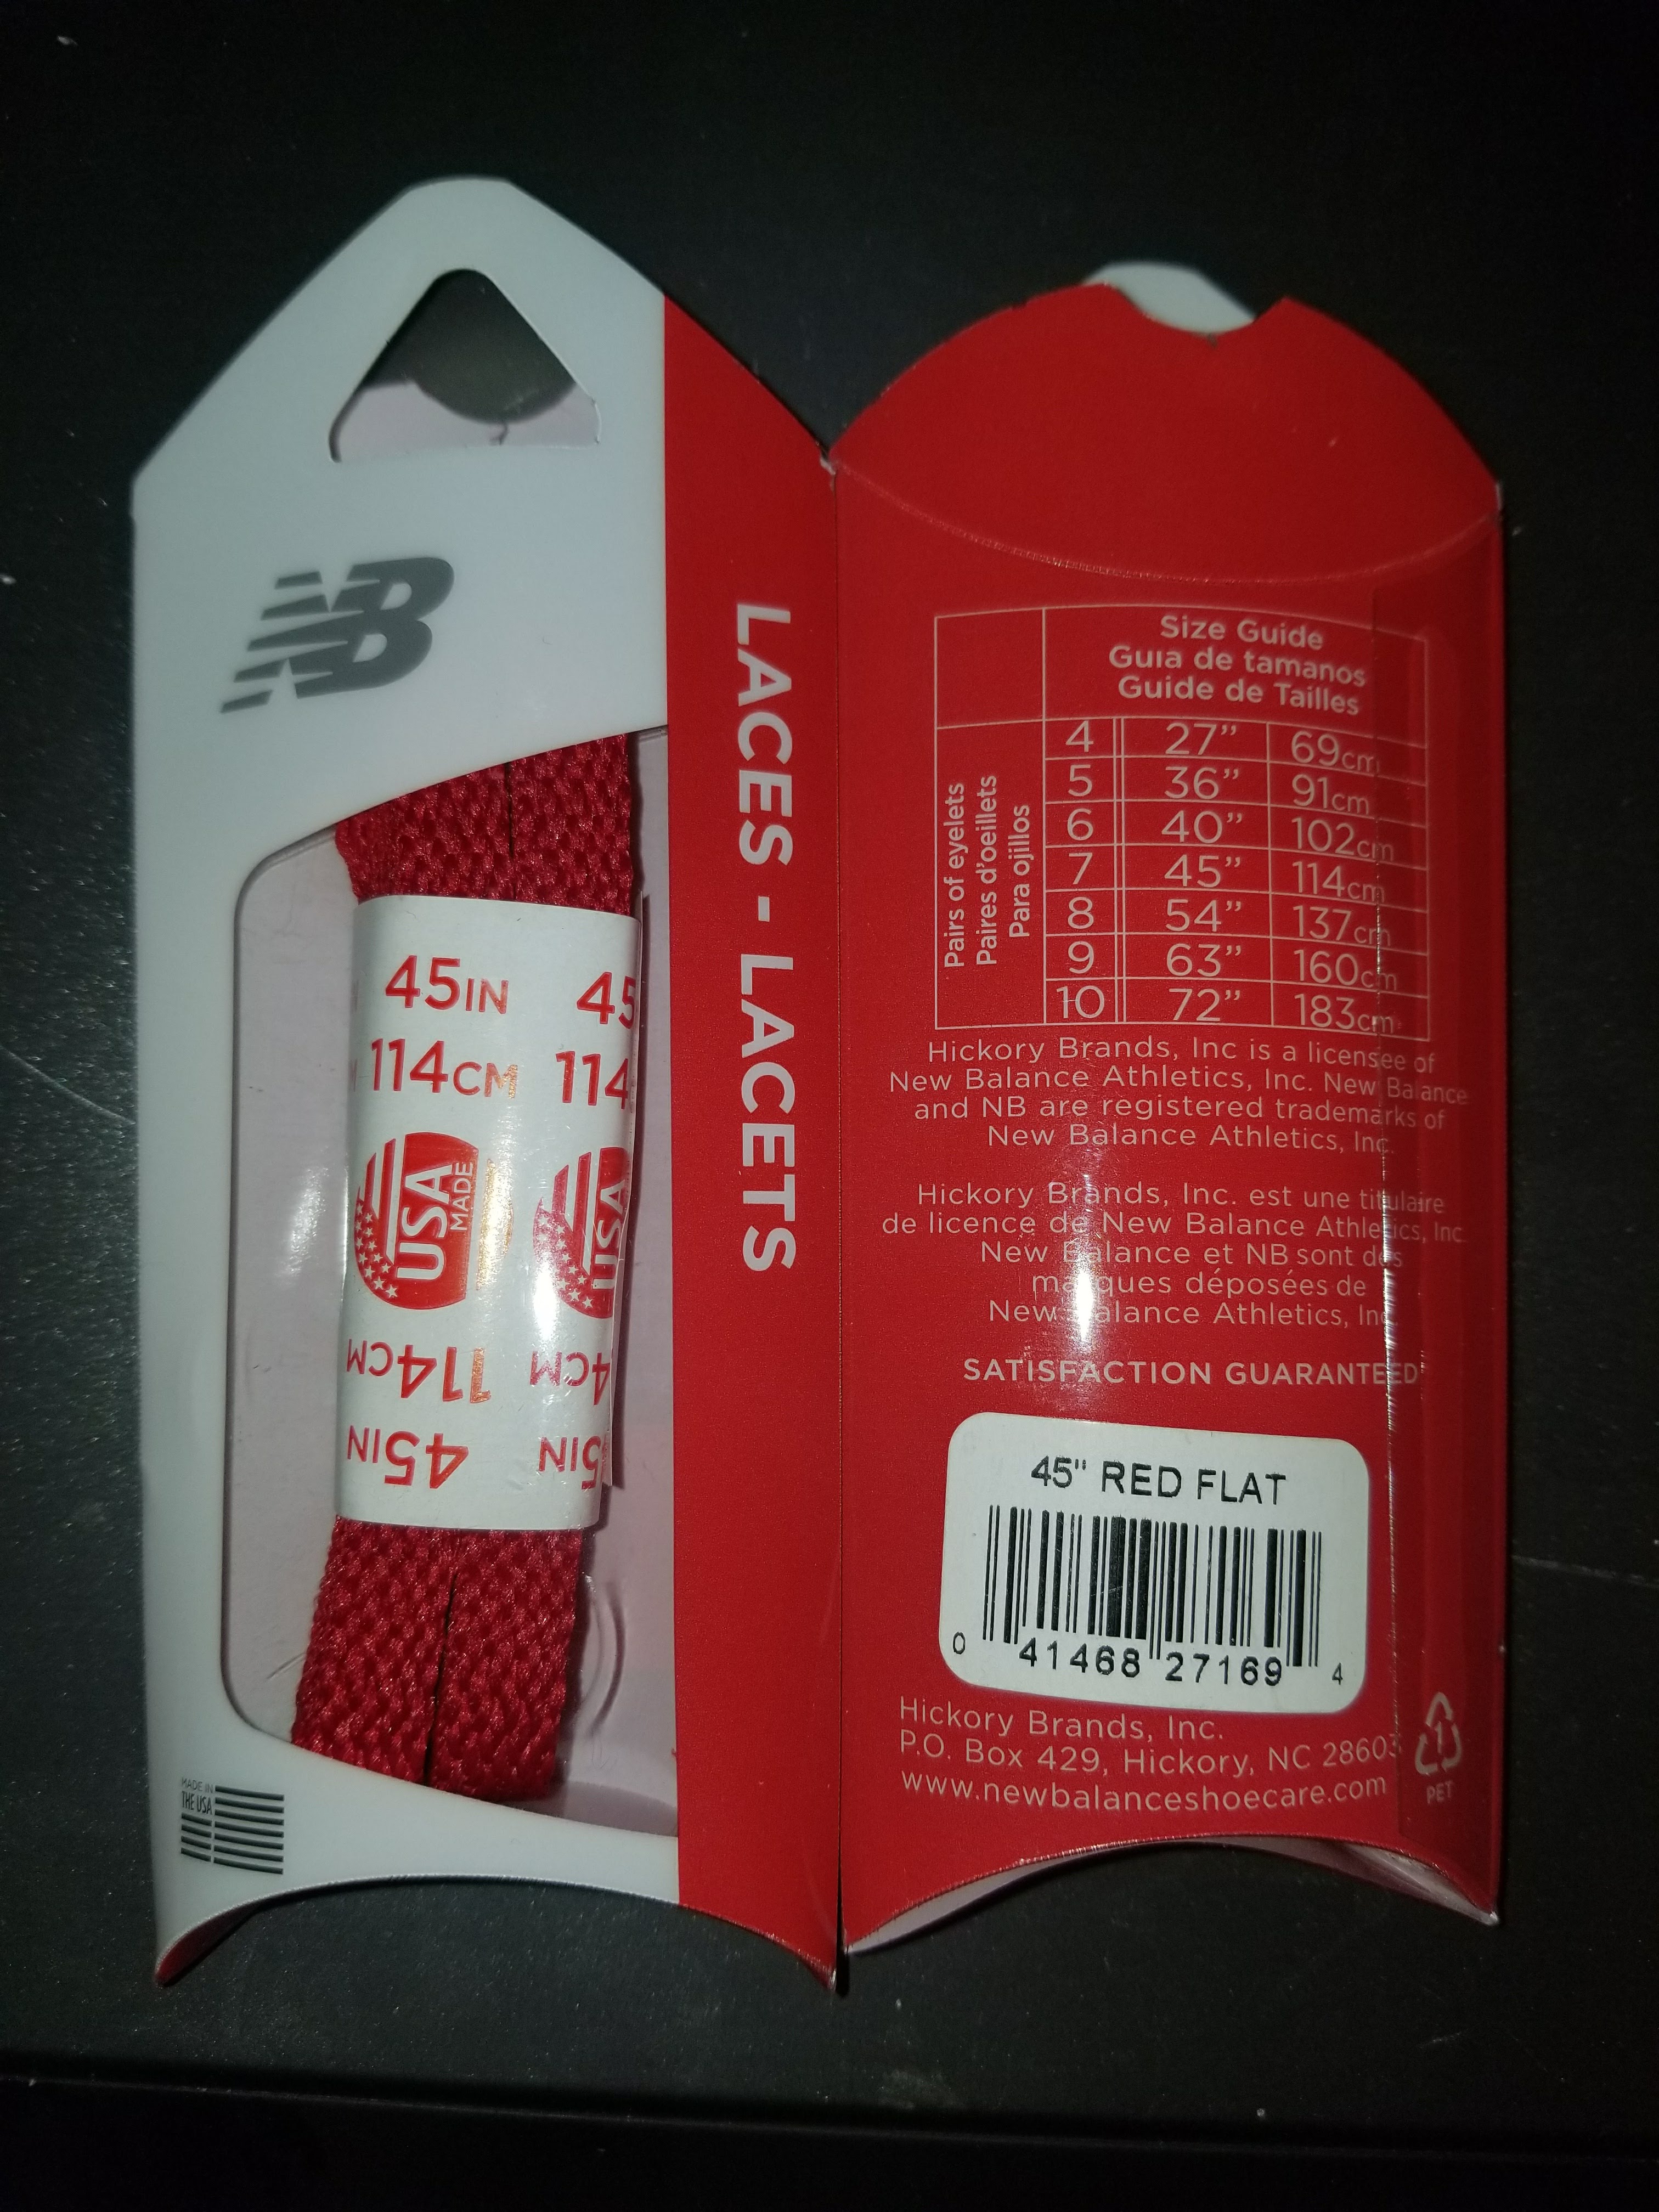 NB
LACES - LACETS
45IN 45
114CM 114
USA
MADE
USA
114CM 4CM
45IN 5IN
MADE IN
THE USA
Size Guide
Guia de tamanos
Guide de Tailles
Pairs of eyelets
Paires d'oeillets
Para ojillos
4 27" 69cm
5 36" 91cm
6 40" 102cm
7 45" 114cm
8 54" 137cm
9 63" 160cm
10 72" 183cm
Hickory Brands, Inc is a licensee of
New Balance Athletics, Inc. New Balance
and NB are registered trademarks of
New Balance Athletics, Inc.
Hickory Brands, Inc. est une titulaire
de licence de New Balance Athletics, Inc.
New Balance et NB sont des
marques déposées de
New Balance Athletics, Inc.
SATISFACTION GUARANTEED
45" RED FLAT
0 41468 27169 4
Hickory Brands, Inc.
P.O. Box 429, Hickory, NC 28603
www.newbalanceshoecare.com
1
PET